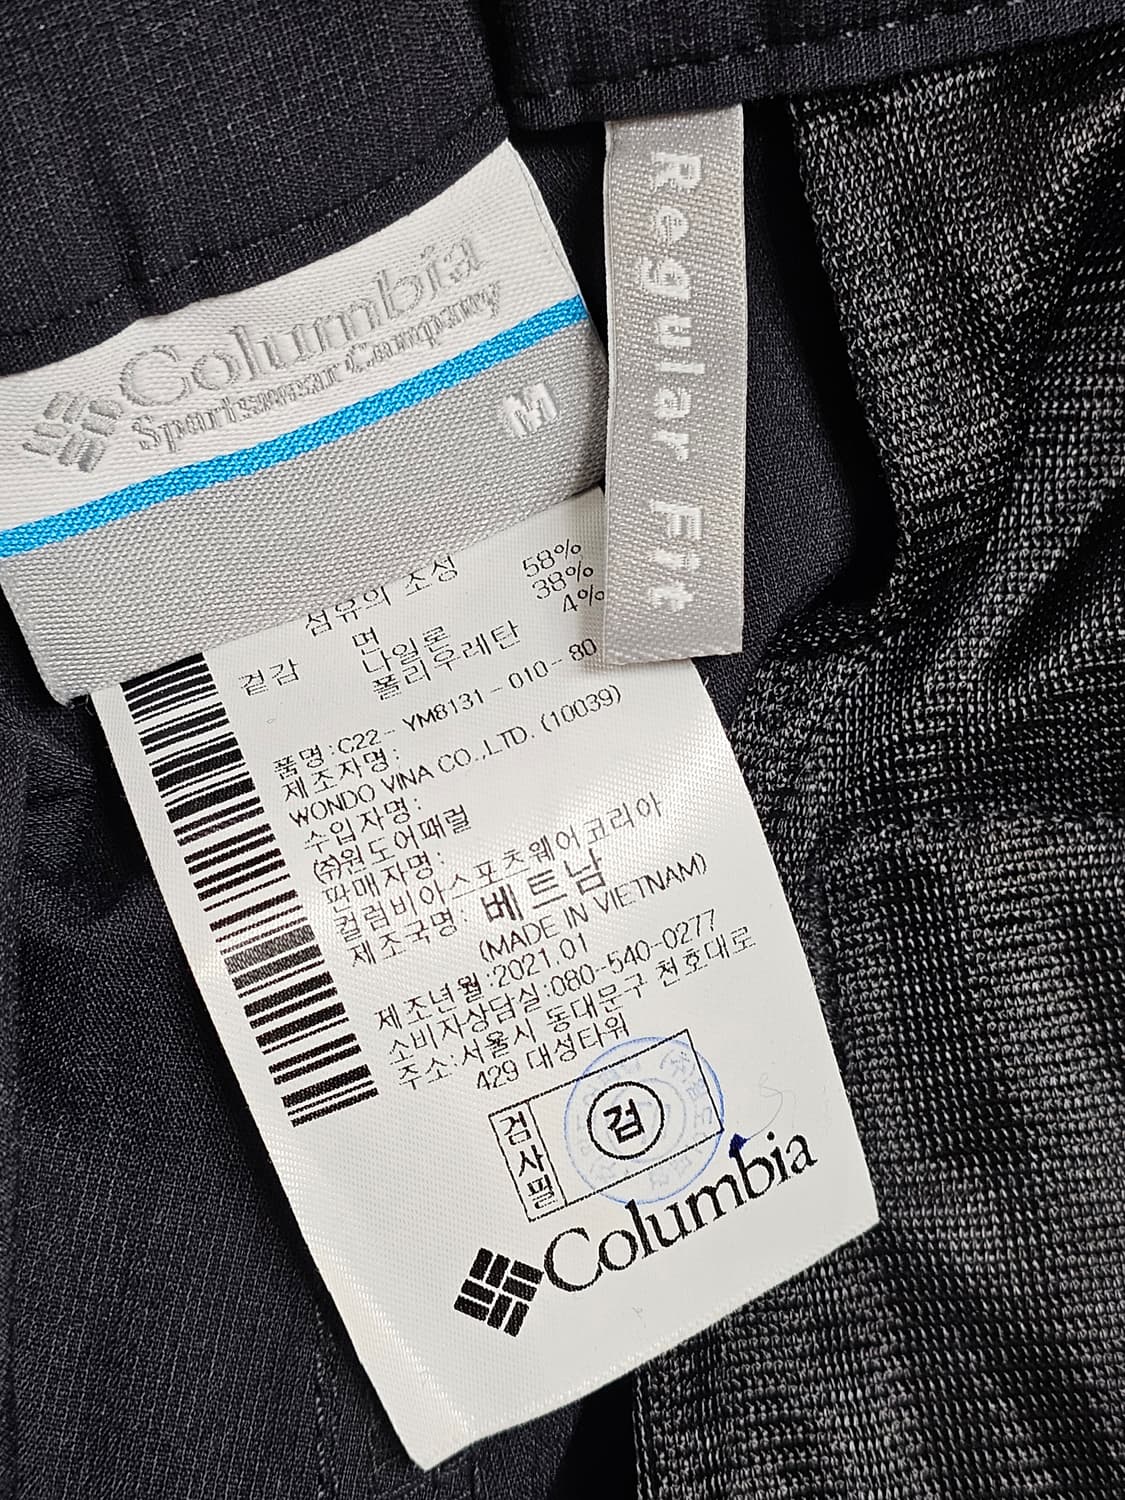 Columbia
Sportswear Company
M
Regular Fit
섬유의 조성
겉감
면 58%
나일론 38%
폴리우레탄 4%
품명:C22-YM8131-010-80
제조자명:
WONDO VINA CO.,LTD. (10039)
수입자명:
㈜원도어패럴
판매자명:
컬럼비아스포츠웨어코리아
제조국명: 베트남
(MADE IN VIETNAM)
제조년월:2021.01
소비자상담실:080-540-0277
주소:서울시 동대문구 천호대로
429 대성타워
검사필
검
Columbia